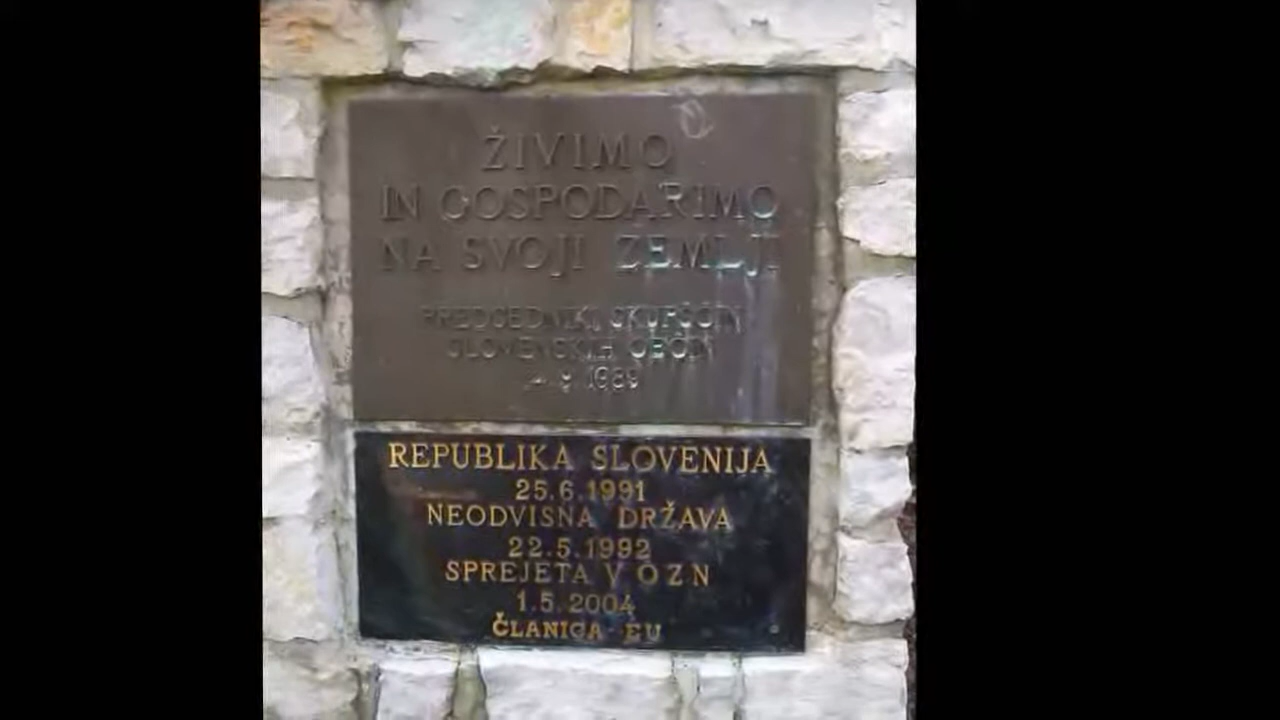 ŽIVIMO
IN GOSPODARIMO
NA SVOJI ZEMLJI
PREDSEDNIKI SKUPŠČIN
SLOVENSKIH OBČIN
9. 1989
REPUBLIKA SLOVENIJA
25.6.1991
NEODVISNA DRŽAVA
22.5.1992
SPREJETA V OZN
1.5.2004
ČLANICA EU